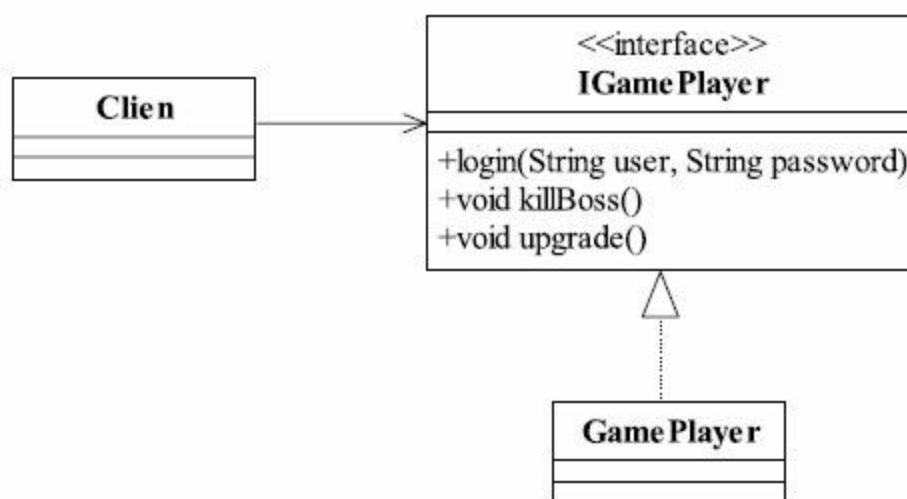 Clien
<<interface>>
IGamePlayer
+login(String user, String password)
+void killBoss()
+void upgrade()
GamePlayer